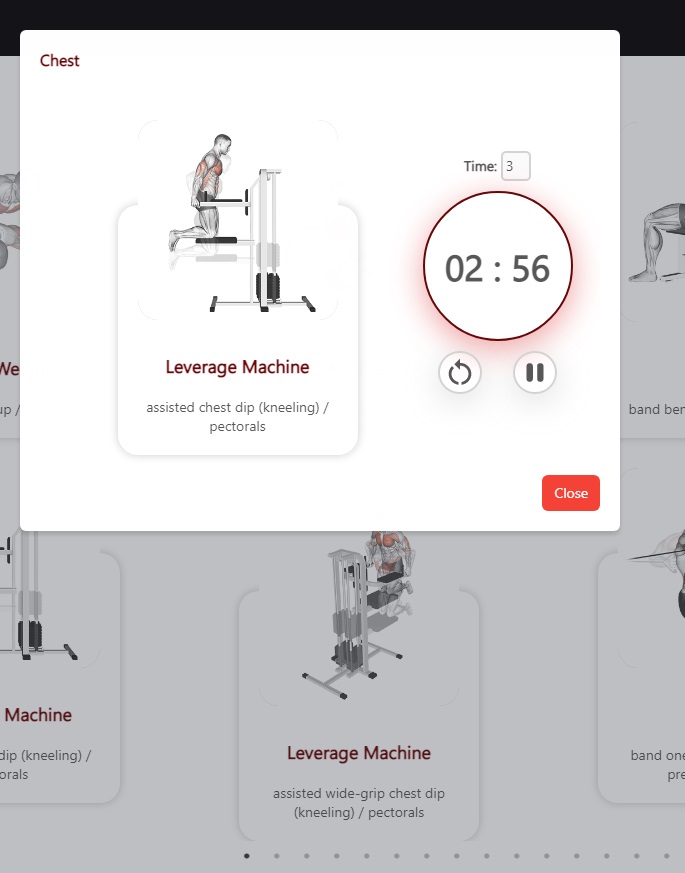 Chest
Time: 3
02 : 56
Leverage Machine
assisted chest dip (kneeling) /
pectorals
Close
We
up /
band ben
Machine
dip (kneeling) /
orals
Leverage Machine
assisted wide-grip chest dip
(kneeling) / pectorals
band one
pre